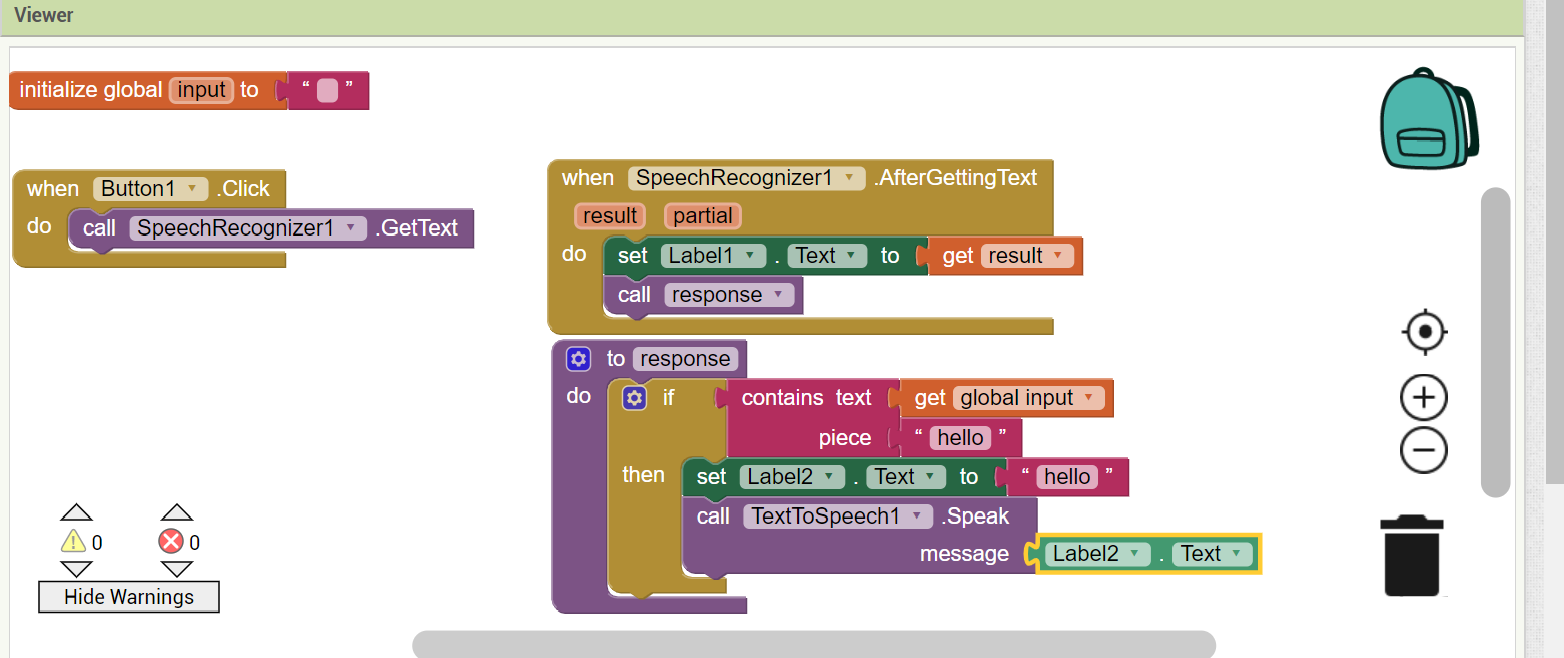 Viewer
initialize global input to “ ”
when Button1 .Click
do call SpeechRecognizer1 .GetText
when SpeechRecognizer1 .AfterGettingText
result partial
do set Label1 . Text to get result
call response
to response
do if contains text get global input
piece “ hello ”
then set Label2 . Text to “ hello ”
call TextToSpeech1 .Speak
message Label2 . Text
0 0
Hide Warnings